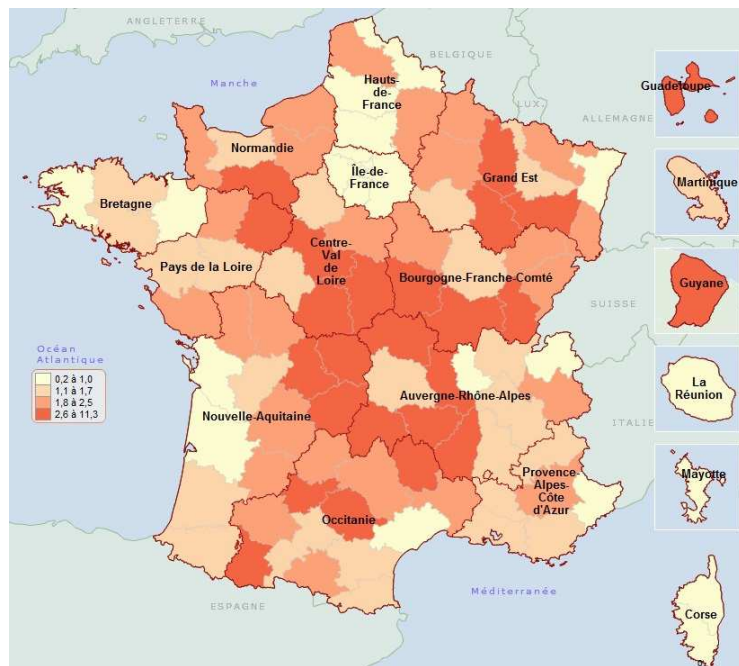 ANGLETERRE
BELGIQUE
Manche
Hauts-
de-
France
LUX.
ALLEMAGNE
Guadeloupe
Normandie
Île-de-
France
Grand Est
Martinique
Bretagne
Centre-
Val
de
Loire
Pays de la Loire
Bourgogne-Franche-Comté
Guyane
SUISSE
Océan
Atlantique
0,2 à 1,0
1,1 à 1,7
1,8 à 2,5
2,6 à 11,3
La
Réunion
Auvergne-Rhône-Alpes
Nouvelle-Aquitaine
ITALIE
Provence-
Alpes-
Côte
d'Azur
Mayotte
Occitanie
Méditerranée
ESPAGNE
Corse